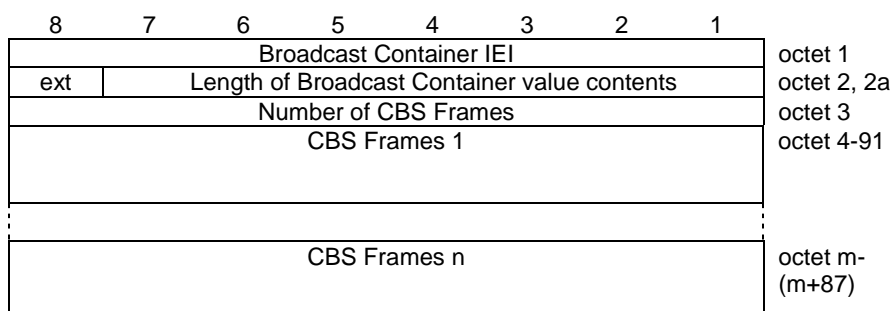 8 7 6 5 4 3 2 1
Broadcast Container IEI octet 1
ext Length of Broadcast Container value contents octet 2, 2a
Number of CBS Frames octet 3
CBS Frames 1 octet 4-91
CBS Frames n octet m-
(m+87)